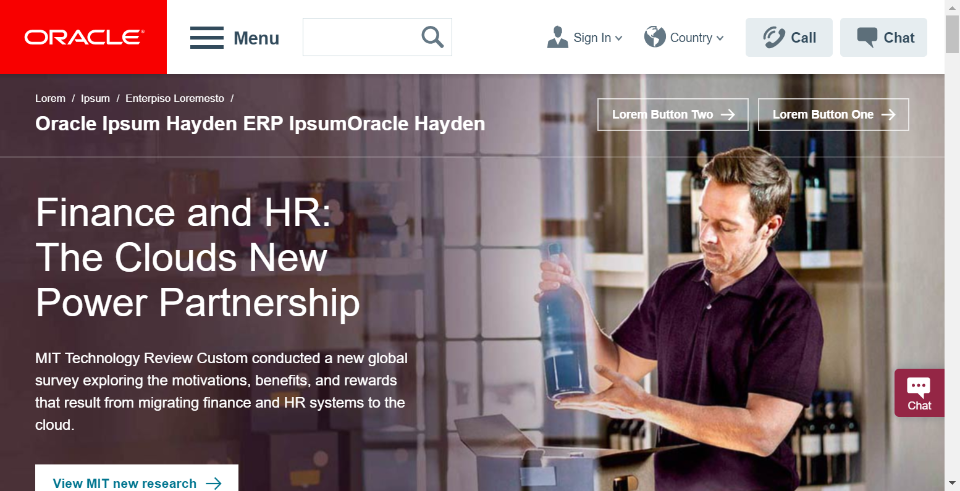 ORACLE
Menu
Sign In
Country
Call
Chat
Lorem / Ipsum / Enterpiso Loremesto /
Oracle Ipsum Hayden ERP IpsumOracle Hayden
Lorem Button Two
Lorem Button One
Finance and HR:
The Clouds New
Power Partnership
MIT Technology Review Custom conducted a new global
survey exploring the motivations, benefits, and rewards
that result from migrating finance and HR systems to the
cloud.
Chat
View MIT new research